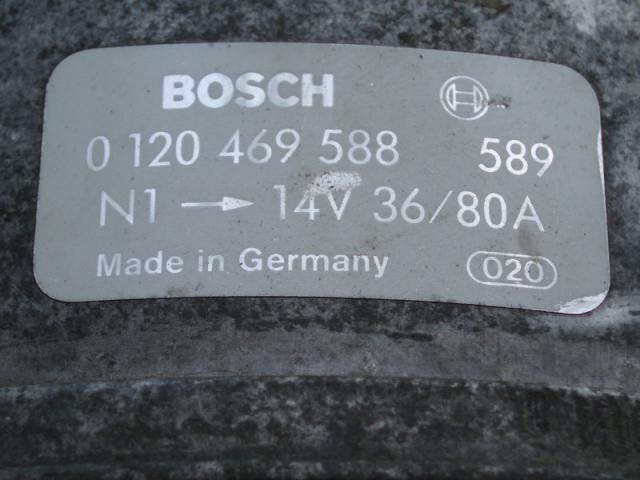 BOSCH
0 120 469 588 589
N1 → 14V 36/80A
Made in Germany 020